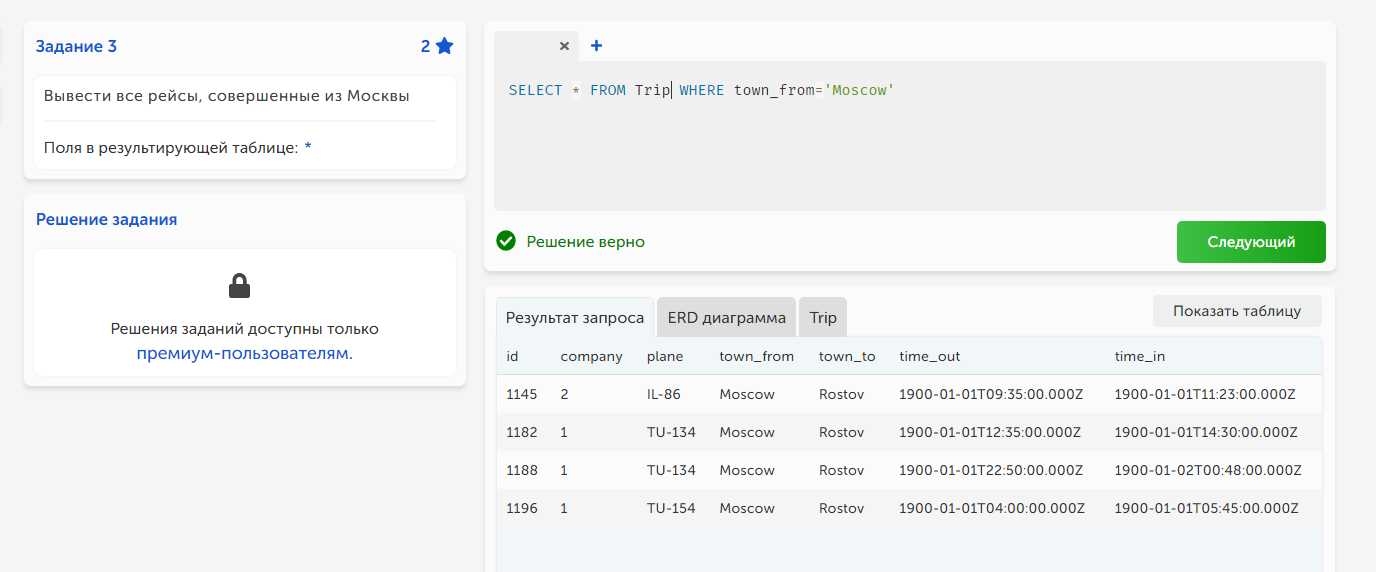 Задание 3
2
Вывести все рейсы, совершенные из Москвы
Поля в результирующей таблице: *
Решение задания
Решения заданий доступны только
премиум-пользователям.
× +
SELECT * FROM Trip WHERE town_from='Moscow'
Решение верно
Следующий
Результат запроса ERD диаграмма Trip
Показать таблицу
id company plane town_from town_to time_out time_in
1145 2 IL-86 Moscow Rostov 1900-01-01T09:35:00.000Z 1900-01-01T11:23:00.000Z
1182 1 TU-134 Moscow Rostov 1900-01-01T12:35:00.000Z 1900-01-01T14:30:00.000Z
1188 1 TU-134 Moscow Rostov 1900-01-01T22:50:00.000Z 1900-01-02T00:48:00.000Z
1196 1 TU-154 Moscow Rostov 1900-01-01T04:00:00.000Z 1900-01-01T05:45:00.000Z